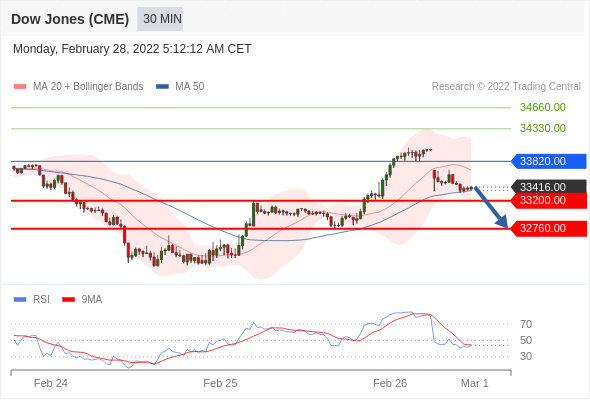 Dow Jones (CME) 30 MIN
Monday, February 28, 2022 5:12:12 AM CET
MA 20 + Bollinger Bands MA 50 Research © 2022 Trading Central
34660.00
34330.00
33820.00
33416.00
33200.00
32760.00
RSI 9MA
70
50
30
Feb 24 Feb 25 Feb 26 Mar 1